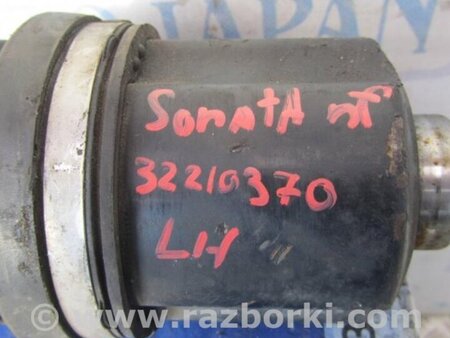 JAPAN
SonatA nf
32210370
LH
© www.razborki.com